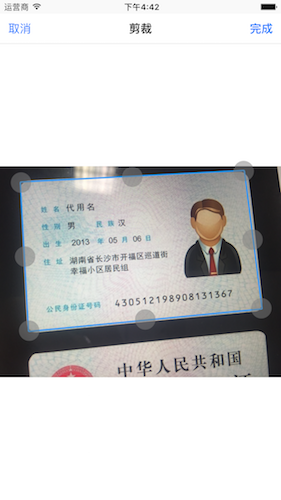 运营商 下午4:42
取消 剪裁 完成
姓名 代用名
性别 男 民族 汉
出生 2013 年 05 月 06 日
住址 湖南省长沙市开福区巡道街
幸福小区居民组
公民身份证号码 430512198908131367
中华人民共和国